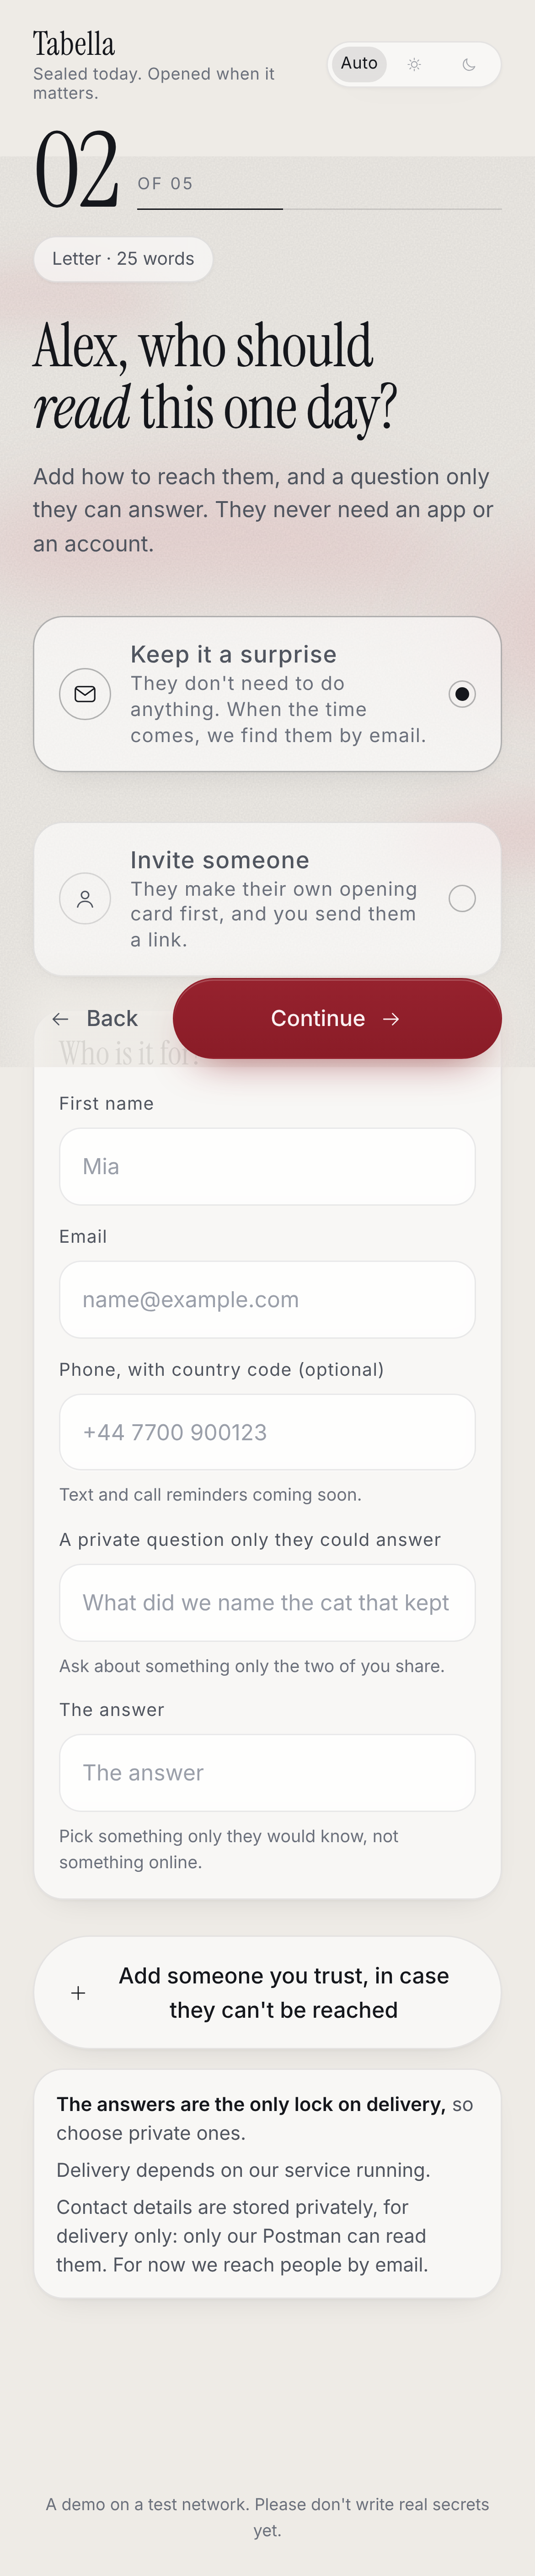 Tabella
Sealed today. Opened when it
matters.
Auto
02
OF 05
Letter · 25 words
Alex, who should
read this one day?
Add how to reach them, and a question only
they can answer. They never need an app or
an account.
Keep it a surprise
They don't need to do
anything. When the time
comes, we find them by email.
Invite someone
They make their own opening
card first, and you send them
a link.
Back
Continue
Who is it for?
First name
Mia
Email
name@example.com
Phone, with country code (optional)
+44 7700 900123
Text and call reminders coming soon.
A private question only they could answer
What did we name the cat that kept
Ask about something only the two of you share.
The answer
The answer
Pick something only they would know, not
something online.
Add someone you trust, in case
they can't be reached
The answers are the only lock on delivery, so
choose private ones.
Delivery depends on our service running.
Contact details are stored privately, for
delivery only: only our Postman can read
them. For now we reach people by email.
A demo on a test network. Please don't write real secrets
yet.